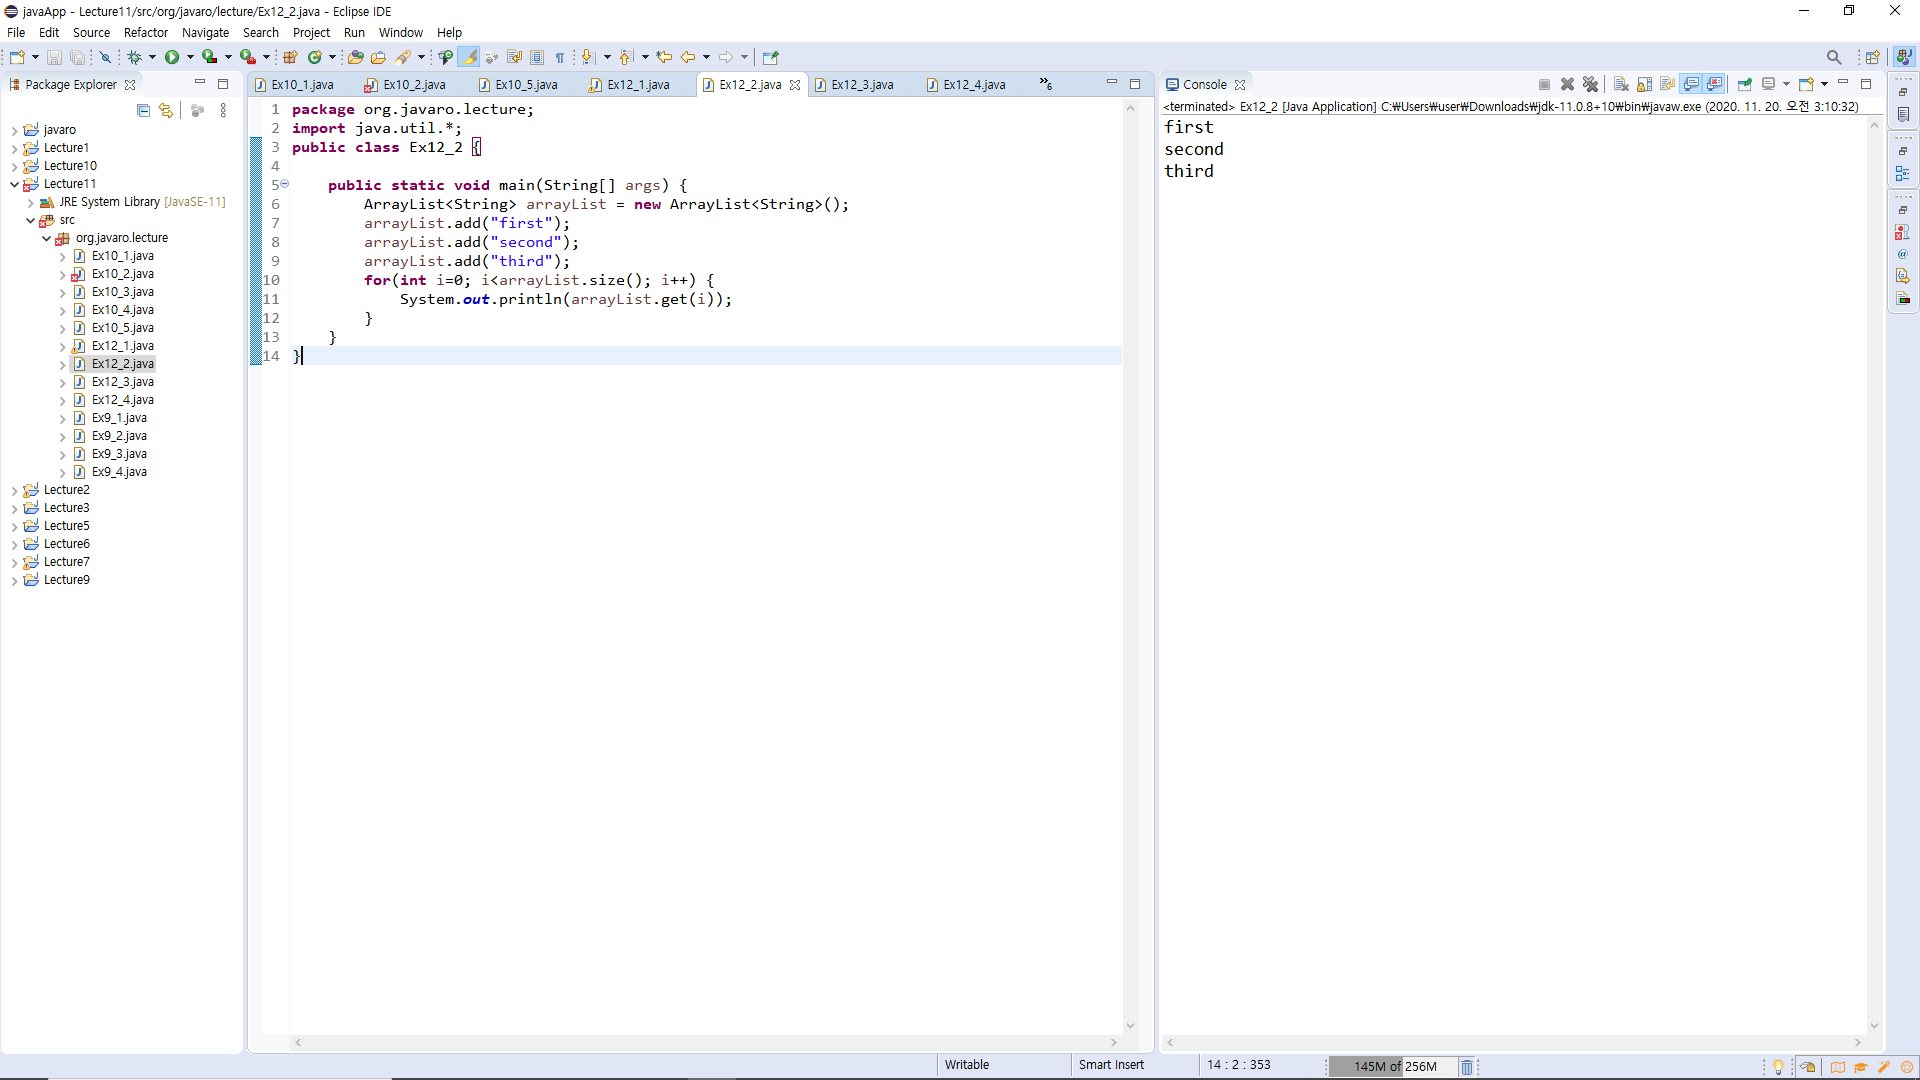 javaApp - Lecture11/src/org/javaro/lecture/Ex12_2.java - Eclipse IDE
File Edit Source Refactor Navigate Search Project Run Window Help
Package Explorer
javaro
Lecture1
Lecture10
Lecture11
JRE System Library [JavaSE-11]
src
org.javaro.lecture
Ex10_1.java
Ex10_2.java
Ex10_3.java
Ex10_4.java
Ex10_5.java
Ex12_1.java
Ex12_2.java
Ex12_3.java
Ex12_4.java
Ex9_1.java
Ex9_2.java
Ex9_3.java
Ex9_4.java
Lecture2
Lecture3
Lecture5
Lecture6
Lecture7
Lecture9
Ex10_1.java Ex10_2.java Ex10_5.java Ex12_1.java Ex12_2.java Ex12_3.java Ex12_4.java »6
1 package org.javaro.lecture;
2 import java.util.*;
3 public class Ex12_2 {
4
5 public static void main(String[] args) {
6 ArrayList<String> arrayList = new ArrayList<String>();
7 arrayList.add("first");
8 arrayList.add("second");
9 arrayList.add("third");
10 for(int i=0; i<arrayList.size(); i++) {
11 System.out.println(arrayList.get(i));
12 }
13 }
14 }
Console
<terminated> Ex12_2 [Java Application] C:₩Users₩user₩Downloads₩jdk-11.0.8+10₩bin₩javaw.exe (2020. 11. 20. 오전 3:10:32)
first
second
third
Writable Smart Insert 14 : 2 : 353 145M of 256M